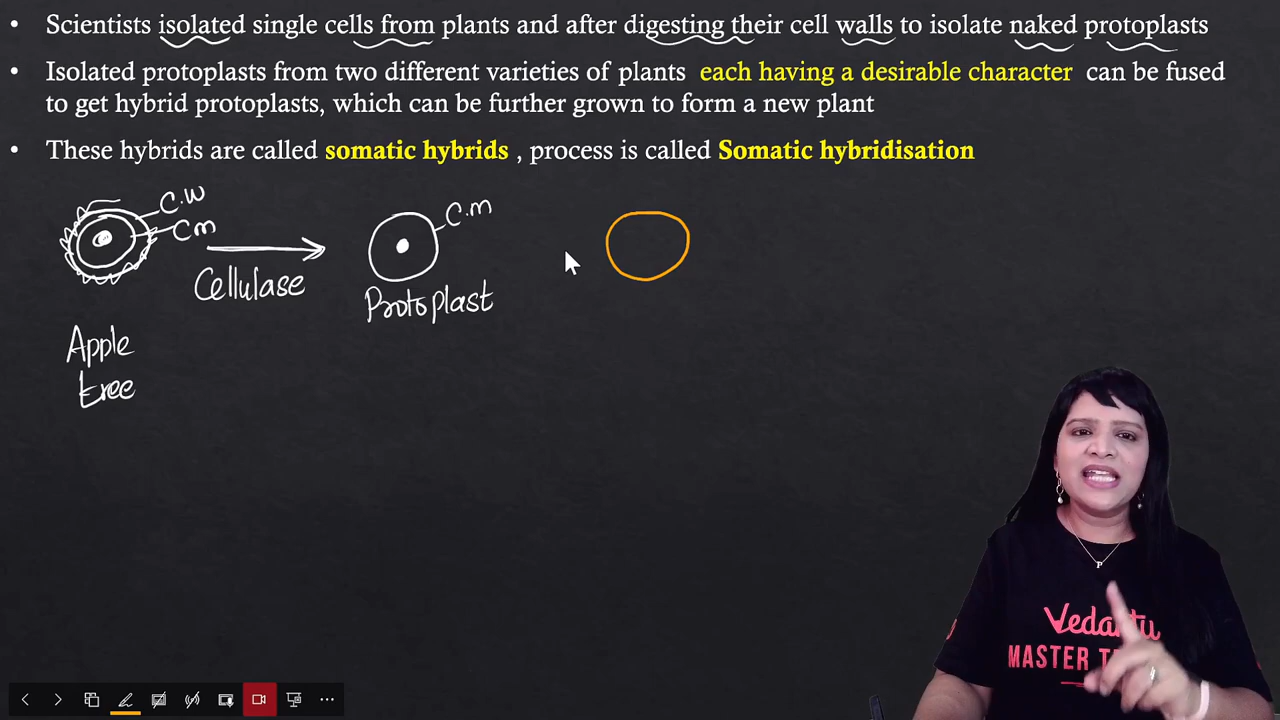 • Scientists isolated single cells from plants and after digesting their cell walls to isolate naked protoplasts
• Isolated protoplasts from two different varieties of plants each having a desirable character can be fused
to get hybrid protoplasts, which can be further grown to form a new plant
• These hybrids are called somatic hybrids , process is called Somatic hybridisation
C.W
Cm
Cellulase
C.m
Protoplast
Apple
tree
Vedantu
MASTER
P